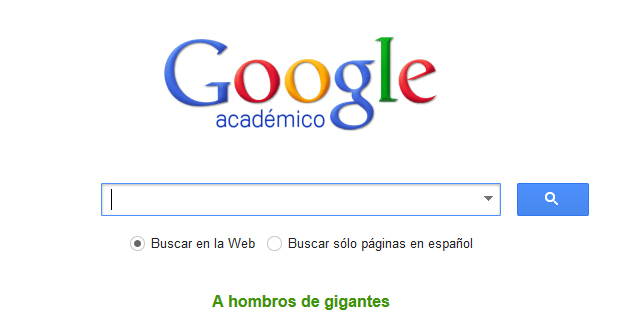 Google
académico
Buscar en la Web Buscar sólo páginas en español
A hombros de gigantes